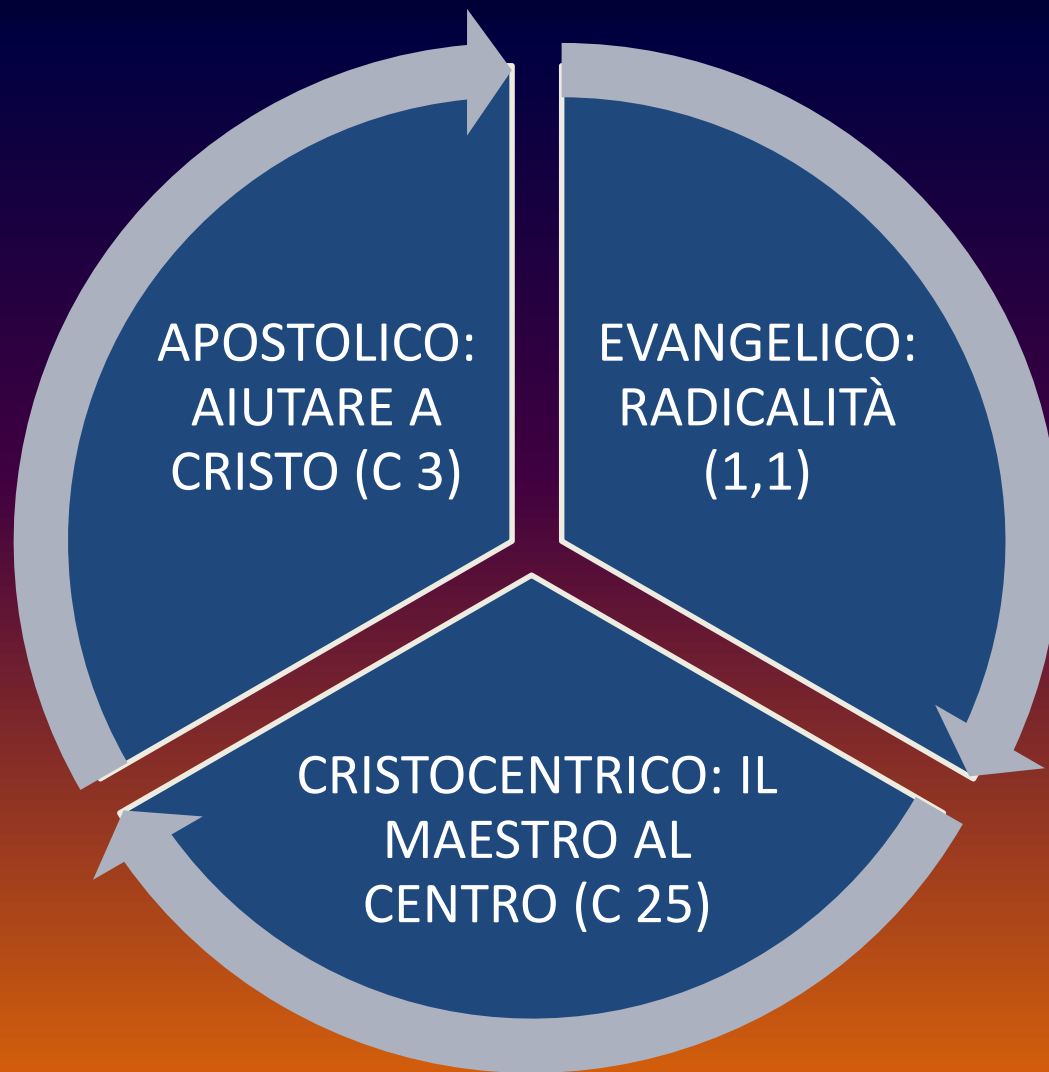 APOSTOLICO:
AIUTARE A
CRISTO (C 3)
EVANGELICO:
RADICALITÀ
(1,1)
CRISTOCENTRICO: IL
MAESTRO AL
CENTRO (C 25)